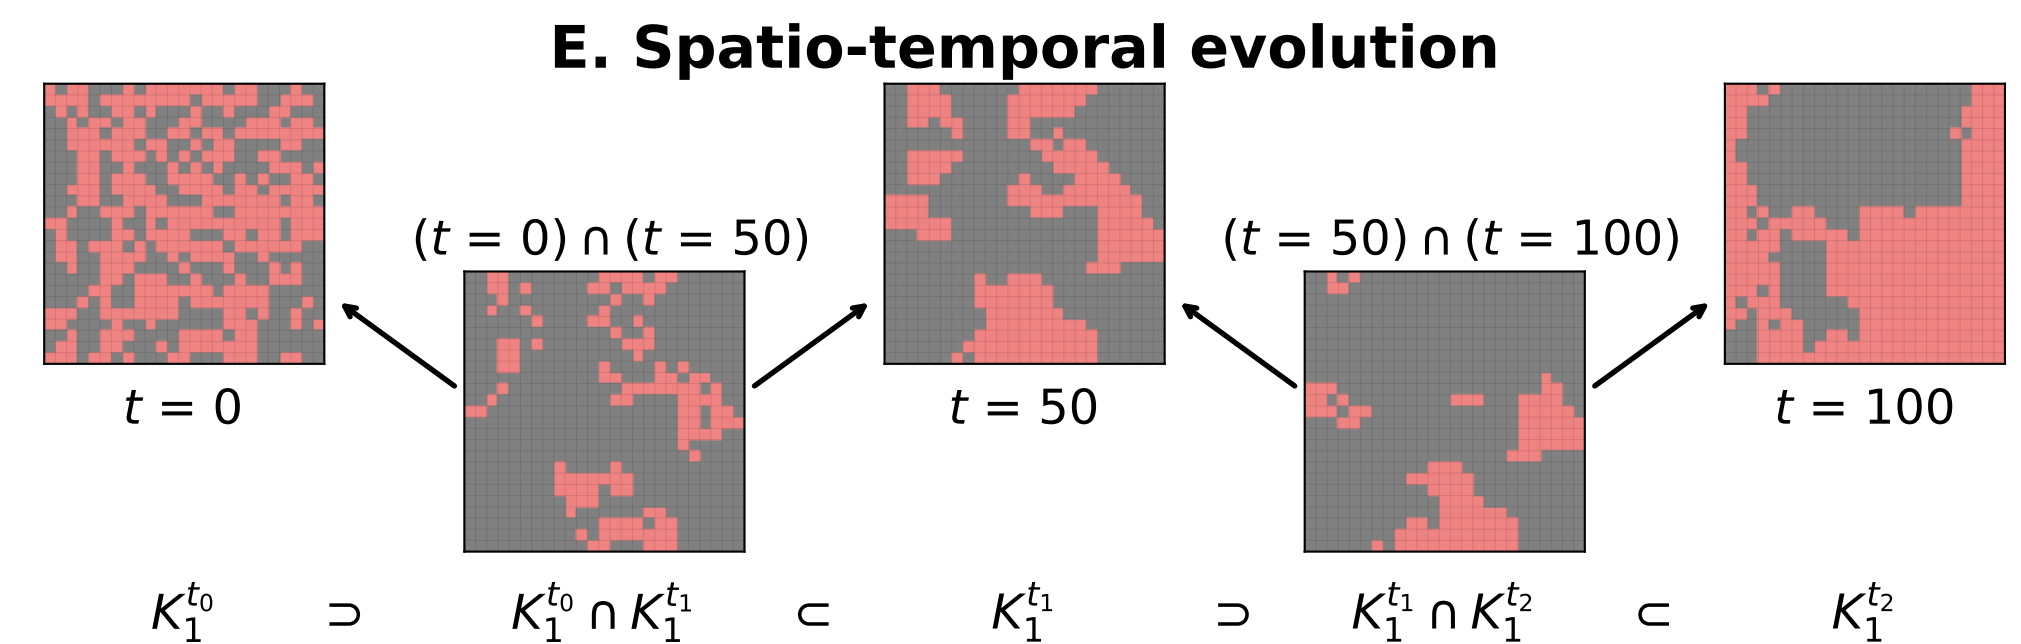 E. Spatio-temporal evolution
(t = 0) ∩ (t = 50)
(t = 50) ∩ (t = 100)
t = 0
t = 50
t = 100
K₁^{t₀} ⊃ K₁^{t₀} ∩ K₁^{t₁} ⊂ K₁^{t₁} ⊃ K₁^{t₁} ∩ K₁^{t₂} ⊂ K₁^{t₂}